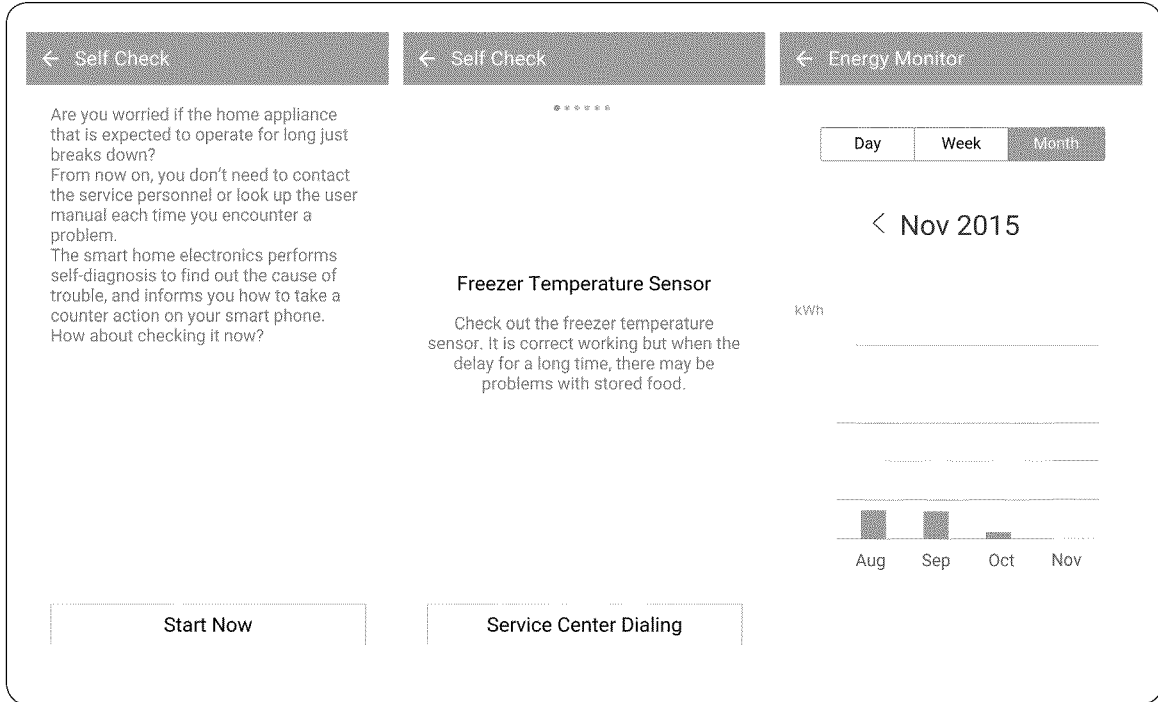 Self Check
Are you worried if the home appliance
that is expected to operate for long just
breaks down?
From now on, you don't need to contact
the service personnel or look up the user
manual each time you encounter a
problem.
The smart home electronics performs
self-diagnosis to find out the cause of
trouble, and informs you how to take a
counter action on your smart phone.
How about checking it now?
Start Now
Self Check
Freezer Temperature Sensor
Check out the freezer temperature
sensor. It is correct working but when the
delay for a long time, there may be
problems with stored food.
Service Center Dialing
Energy Monitor
Day Week Month
Nov 2015
kWh
Aug Sep Oct Nov